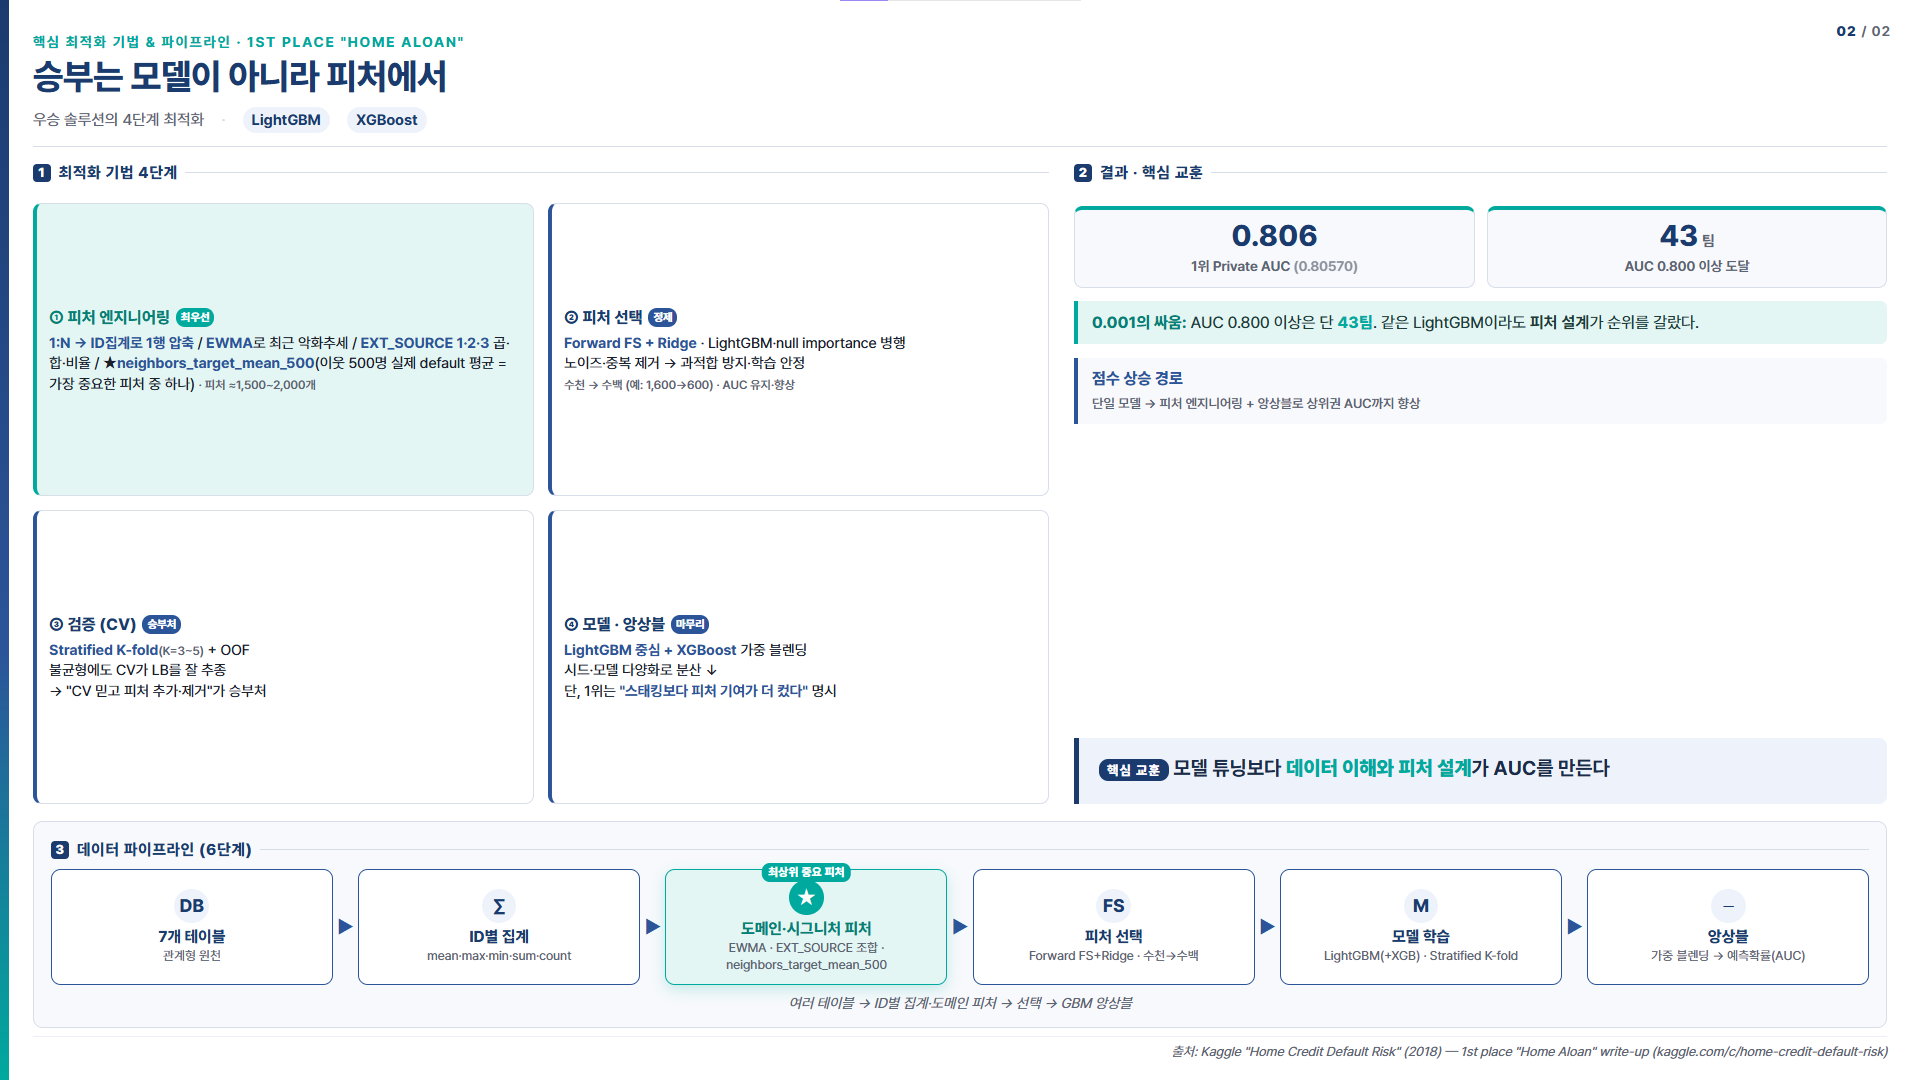 핵심 최적화 기법 & 파이프라인 · 1ST PLACE "HOME ALOAN"
02 / 02
승부는 모델이 아니라 피처에서
우승 솔루션의 4단계 최적화 · LightGBM XGBoost
1 최적화 기법 4단계
① 피처 엔지니어링 최우선
1:N → ID집계로 1행 압축 / EWMA로 최근 악화추세 / EXT_SOURCE 1·2·3 곱·
합·비율 / ★neighbors_target_mean_500(이웃 500명 실제 default 평균 =
가장 중요한 피처 중 하나) · 피처 ≈1,500~2,000개
② 피처 선택 정제
Forward FS + Ridge · LightGBM·null importance 병행
노이즈·중복 제거 → 과적합 방지·학습 안정
수천 → 수백 (예: 1,600→600) · AUC 유지·향상
③ 검증 (CV) 승부처
Stratified K-fold(K=3~5) + OOF
불균형에도 CV가 LB를 잘 추종
→ "CV 믿고 피처 추가·제거"가 승부처
④ 모델 · 앙상블 마무리
LightGBM 중심 + XGBoost 가중 블렌딩
시드·모델 다양화로 분산 ↓
단, 1위는 "스태킹보다 피처 기여가 더 컸다" 명시
2 결과 · 핵심 교훈
0.806
1위 Private AUC (0.80570)
43 팀
AUC 0.800 이상 도달
0.001의 싸움: AUC 0.800 이상은 단 43팀. 같은 LightGBM이라도 피처 설계가 순위를 갈랐다.
점수 상승 경로
단일 모델 → 피처 엔지니어링 + 앙상블로 상위권 AUC까지 향상
핵심 교훈 모델 튜닝보다 데이터 이해와 피처 설계가 AUC를 만든다
3 데이터 파이프라인 (6단계)
DB
7개 테이블
관계형 원천
▶
∑
ID별 집계
mean·max·min·sum·count
▶
최상위 중요 피처
★
도메인·시그니처 피처
EWMA · EXT_SOURCE 조합 ·
neighbors_target_mean_500
▶
FS
피처 선택
Forward FS+Ridge · 수천→수백
▶
M
모델 학습
LightGBM(+XGB) · Stratified K-fold
▶
—
앙상블
가중 블렌딩 → 예측확률(AUC)
여러 테이블 → ID별 집계·도메인 피처 → 선택 → GBM 앙상블
출처: Kaggle "Home Credit Default Risk" (2018) — 1st place "Home Aloan" write-up (kaggle.com/c/home-credit-default-risk)